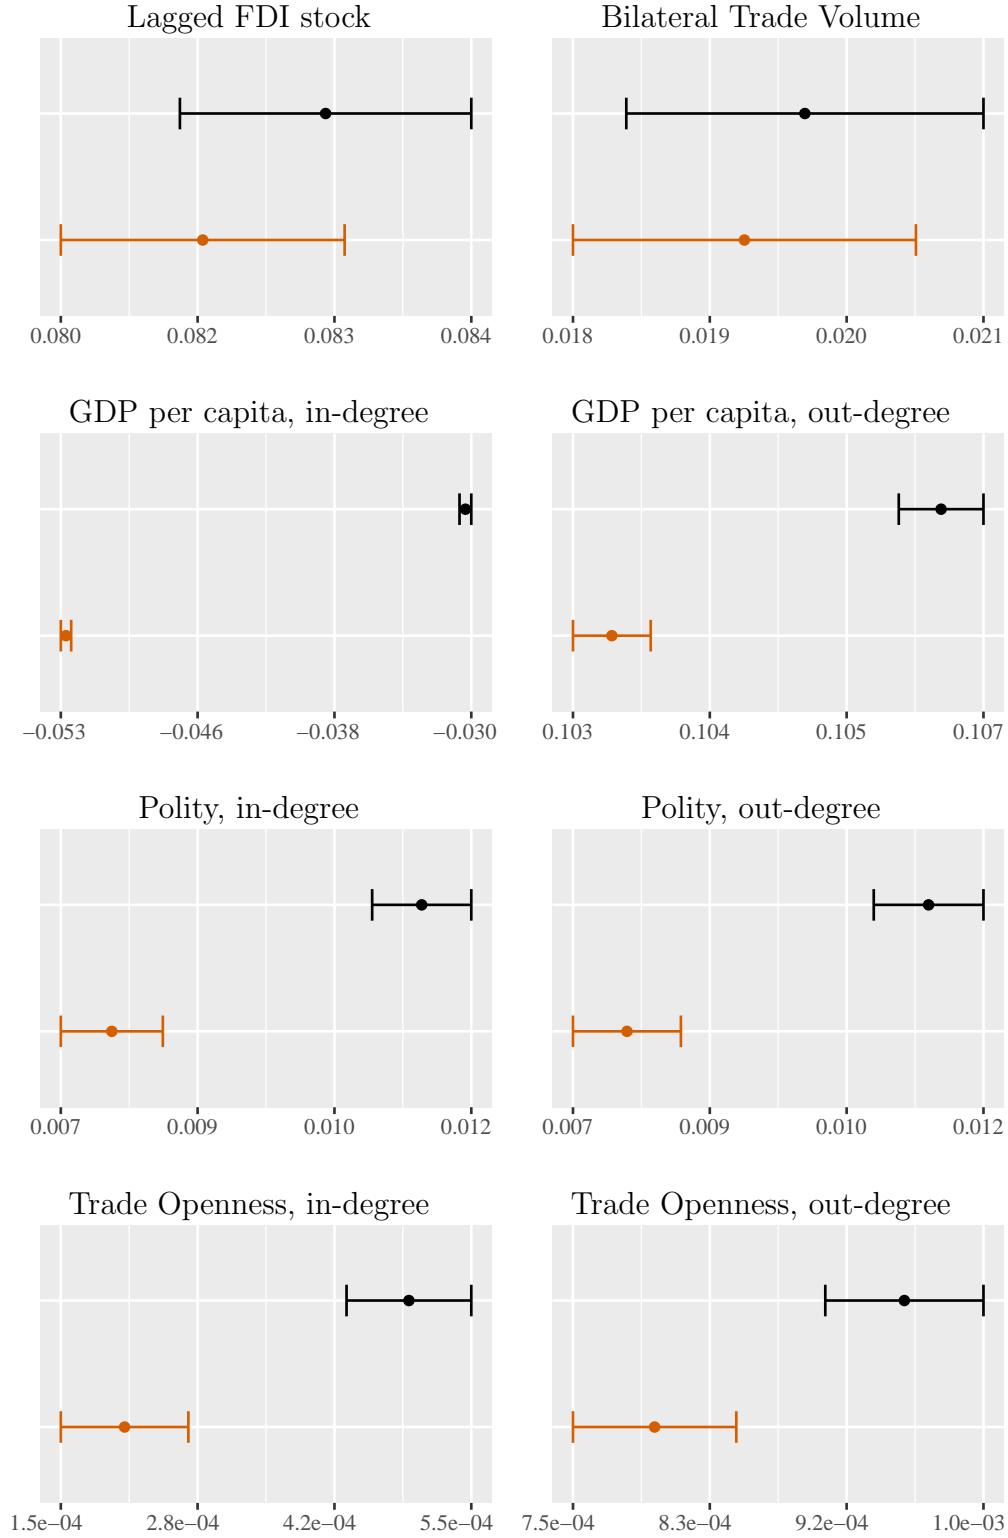 Lagged FDI stock
Bilateral Trade Volume
0.080 0.082 0.083 0.084
0.018 0.019 0.020 0.021
GDP per capita, in-degree
GDP per capita, out-degree
−0.053 −0.046 −0.038 −0.030
0.103 0.104 0.105 0.107
Polity, in-degree
Polity, out-degree
0.007 0.009 0.010 0.012
0.007 0.009 0.010 0.012
Trade Openness, in-degree
Trade Openness, out-degree
1.5e−04 2.8e−04 4.2e−04 5.5e−04
7.5e−04 8.3e−04 9.2e−04 1.0e−03